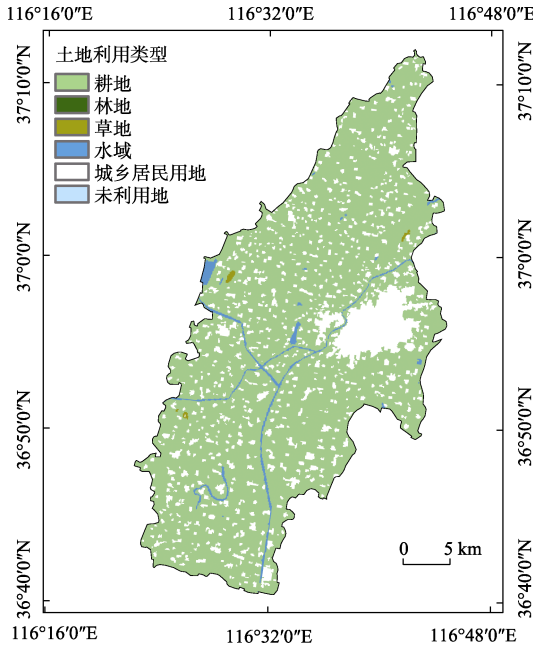 116°16′0″E 116°32′0″E 116°48′0″E
土地利用类型
耕地
林地
草地
水域
城乡居民用地
未利用地
37°10′0″N 37°10′0″N
37°0′0″N 37°0′0″N
36°50′0″N 36°50′0″N
36°40′0″N 36°40′0″N
0 5 km
116°16′0″E 116°32′0″E 116°48′0″E